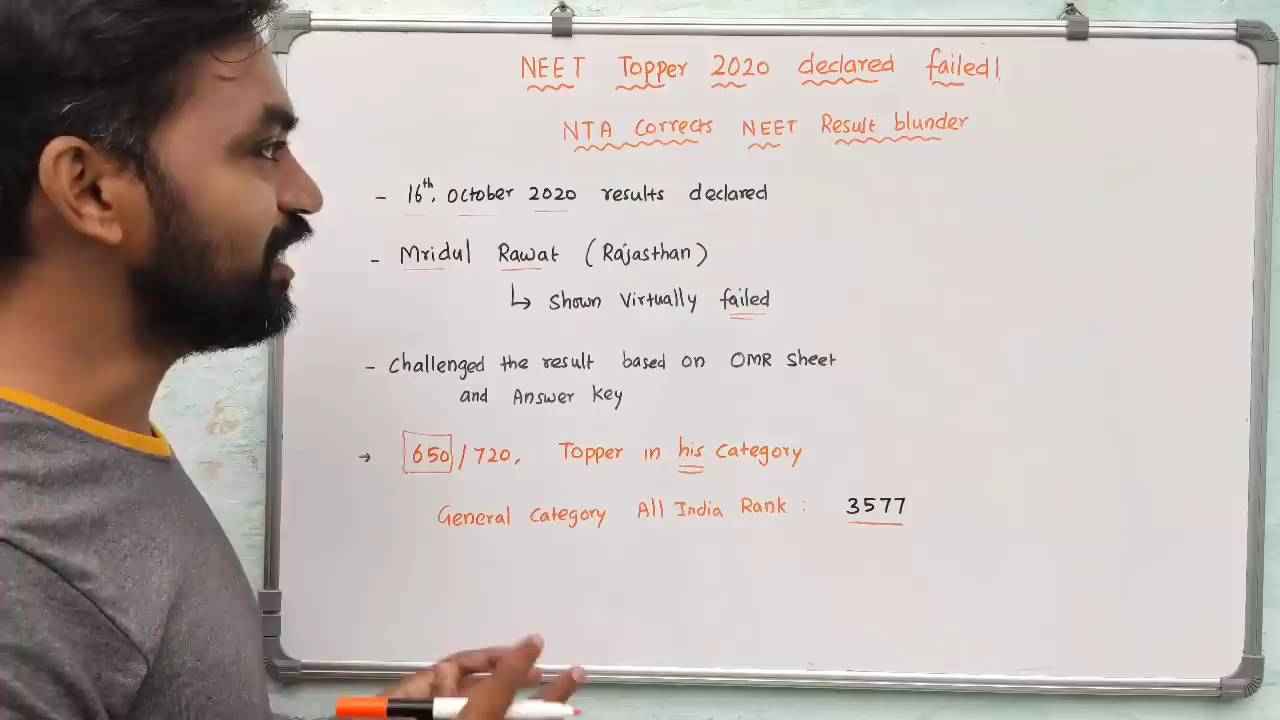 NEET Topper 2020 declared failed!
NTA Corrects NEET Result blunder
- 16th October 2020 results declared
- Mridul Rawat (Rajasthan)
↳ Shown Virtually failed
- Challenged the result based on OMR Sheet
and Answer Key
→ 650/720, Topper in his Category
General Category All India Rank: 3577